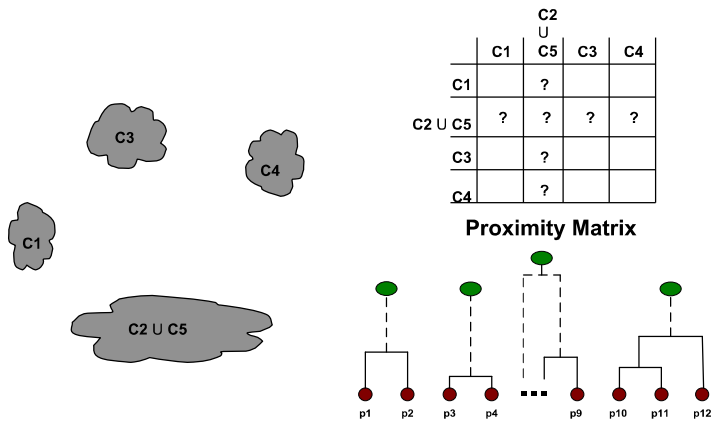 C3
C4
C1
C2 U C5
C2
U
C1 C5 C3 C4
C1 ?
C2 U C5 ? ? ? ?
C3 ?
C4 ?
Proximity Matrix
p1 p2 p3 p4 p9 p10 p11 p12